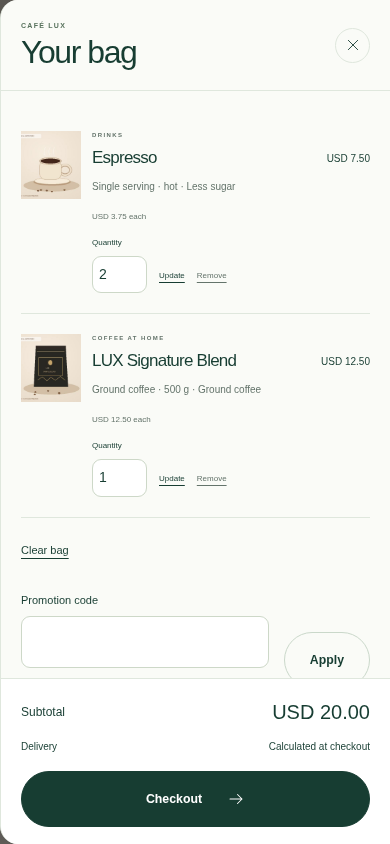 CAFÉ LUX
Your bag
DRINKS
Espresso
USD 7.50
Single serving · hot · Less sugar
USD 3.75 each
Quantity
2
Update
Remove
COFFEE AT HOME
LUX Signature Blend
USD 12.50
Ground coffee · 500 g · Ground coffee
USD 12.50 each
Quantity
1
Update
Remove
Clear bag
Promotion code
Apply
Subtotal
USD 20.00
Delivery
Calculated at checkout
Checkout